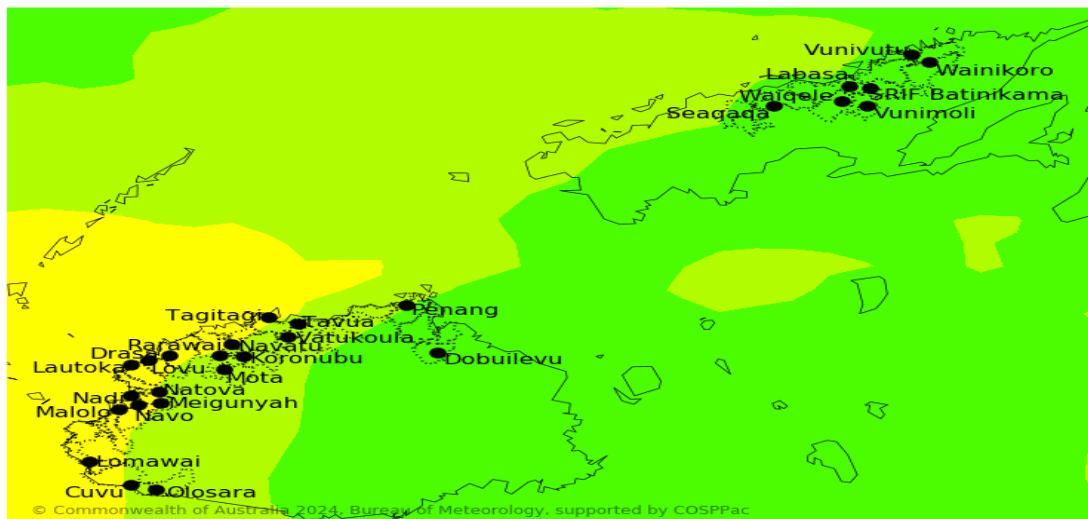 Vunivutu
Wainikoro
Labasa
SRIF Batinikama
Waiqele
Seaqaqa
Vunimoli
Penang
Tagitagi
Tavua
Vatukoula
Rarawai
Navatu
Drasa
Koronubu
Dobuilevu
Lautoka
Lovu
Mota
Natova
Nadi
Meigunyah
Malolo
Navo
Lomawai
Cuvu
Olosara
© Commonwealth of Australia 2024, Bureau of Meteorology, supported by COSPPac